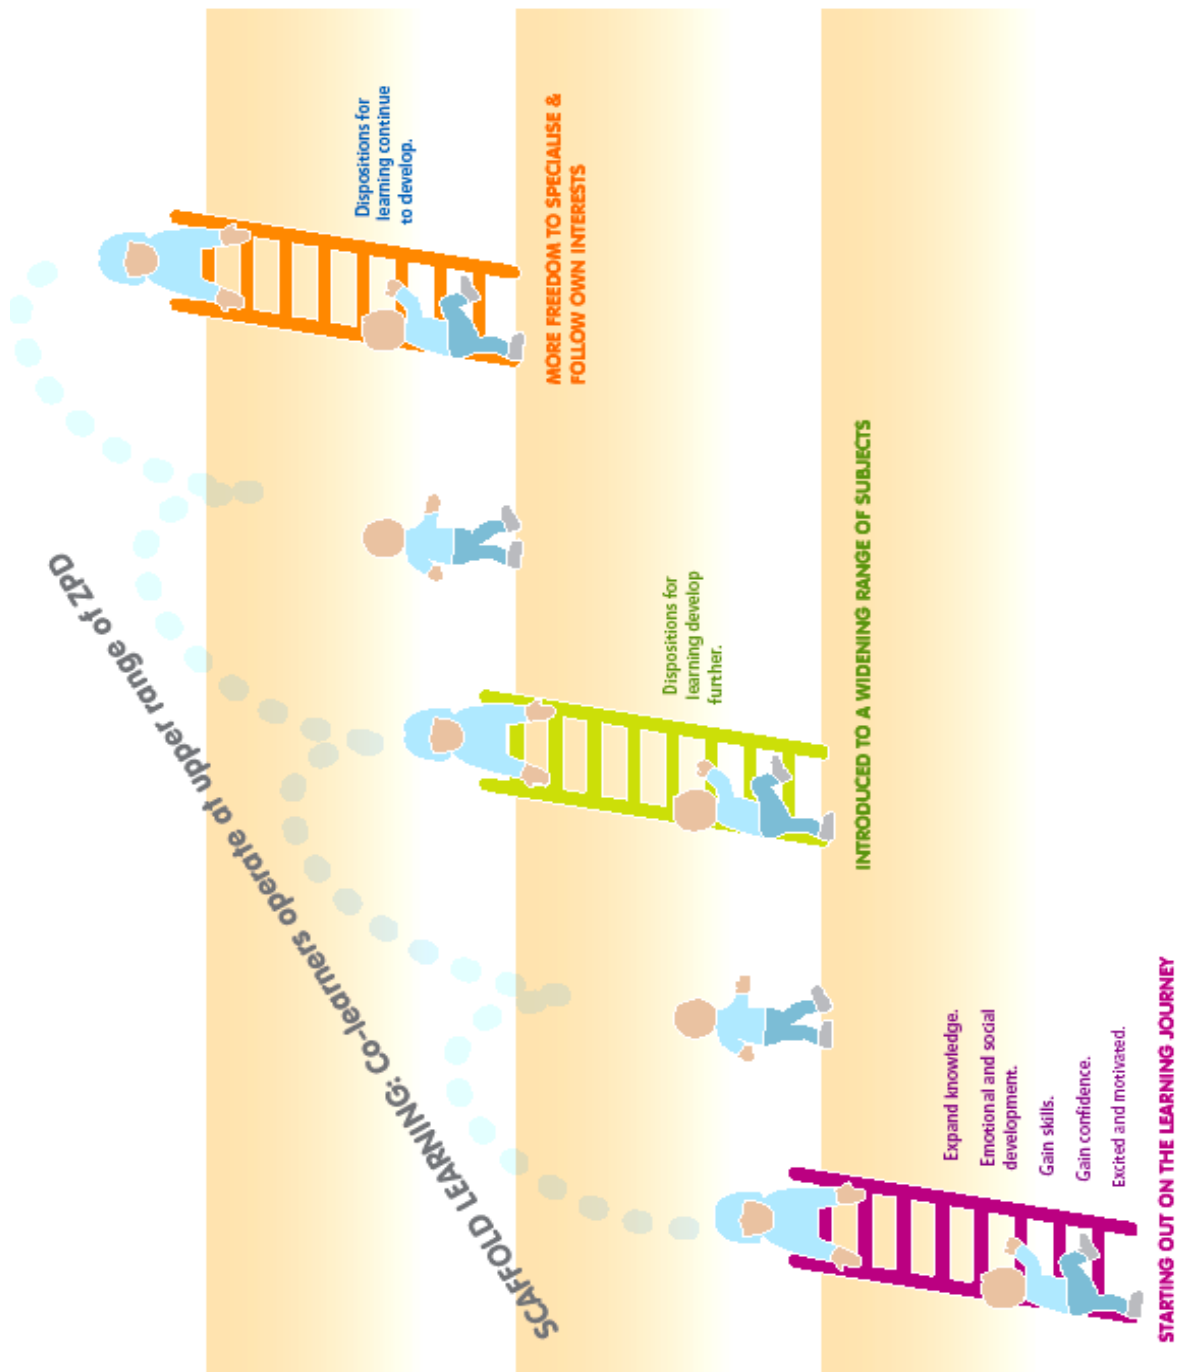 SCAFFOLD LEARNING: Co-learners operate at upper range of ZPD
STARTING OUT ON THE LEARNING JOURNEY
Expand knowledge.
Emotional and social
development.
Gain skills.
Gain confidence.
Excited and motivated.
INTRODUCED TO A WIDENING RANGE OF SUBJECTS
Dispositions for
learning develop
further.
MORE FREEDOM TO SPECIALISE &
FOLLOW OWN INTERESTS
Dispositions for
learning continue
to develop.